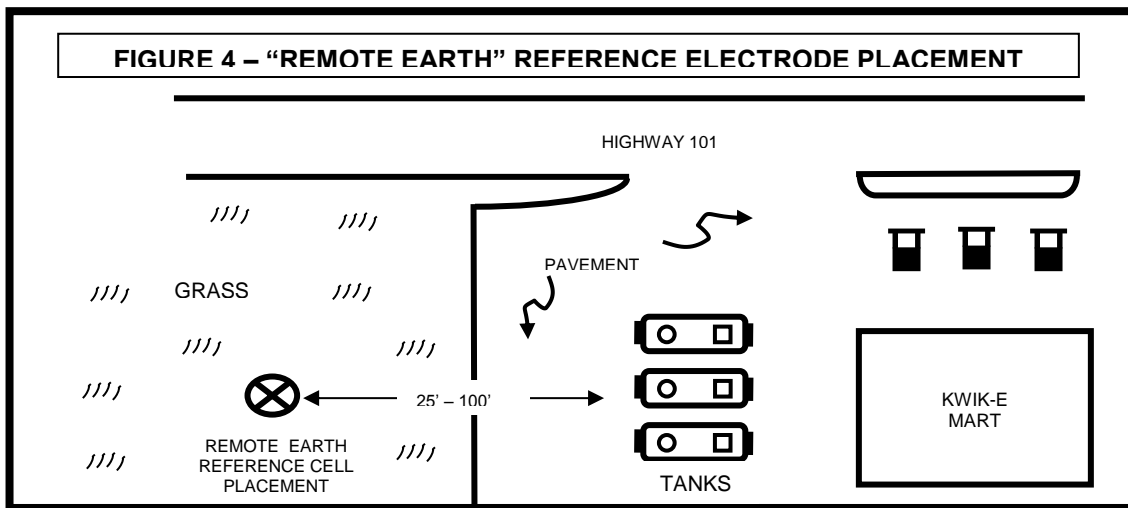 FIGURE 4 – “REMOTE EARTH” REFERENCE ELECTRODE PLACEMENT
HIGHWAY 101
PAVEMENT
GRASS
25’ – 100’
KWIK-E
MART
REMOTE EARTH
REFERENCE CELL
PLACEMENT
TANKS